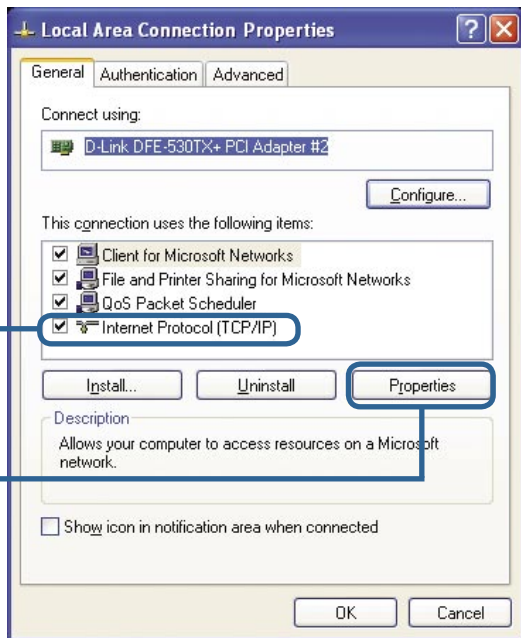 Local Area Connection Properties
General Authentication Advanced
Connect using:
D-Link DFE-530TX+ PCI Adapter #2
Configure...
This connection uses the following items:
Client for Microsoft Networks
File and Printer Sharing for Microsoft Networks
QoS Packet Scheduler
Internet Protocol (TCP/IP)
Install... Uninstall Properties
Description
Allows your computer to access resources on a Microsoft
network.
Show icon in notification area when connected
OK Cancel